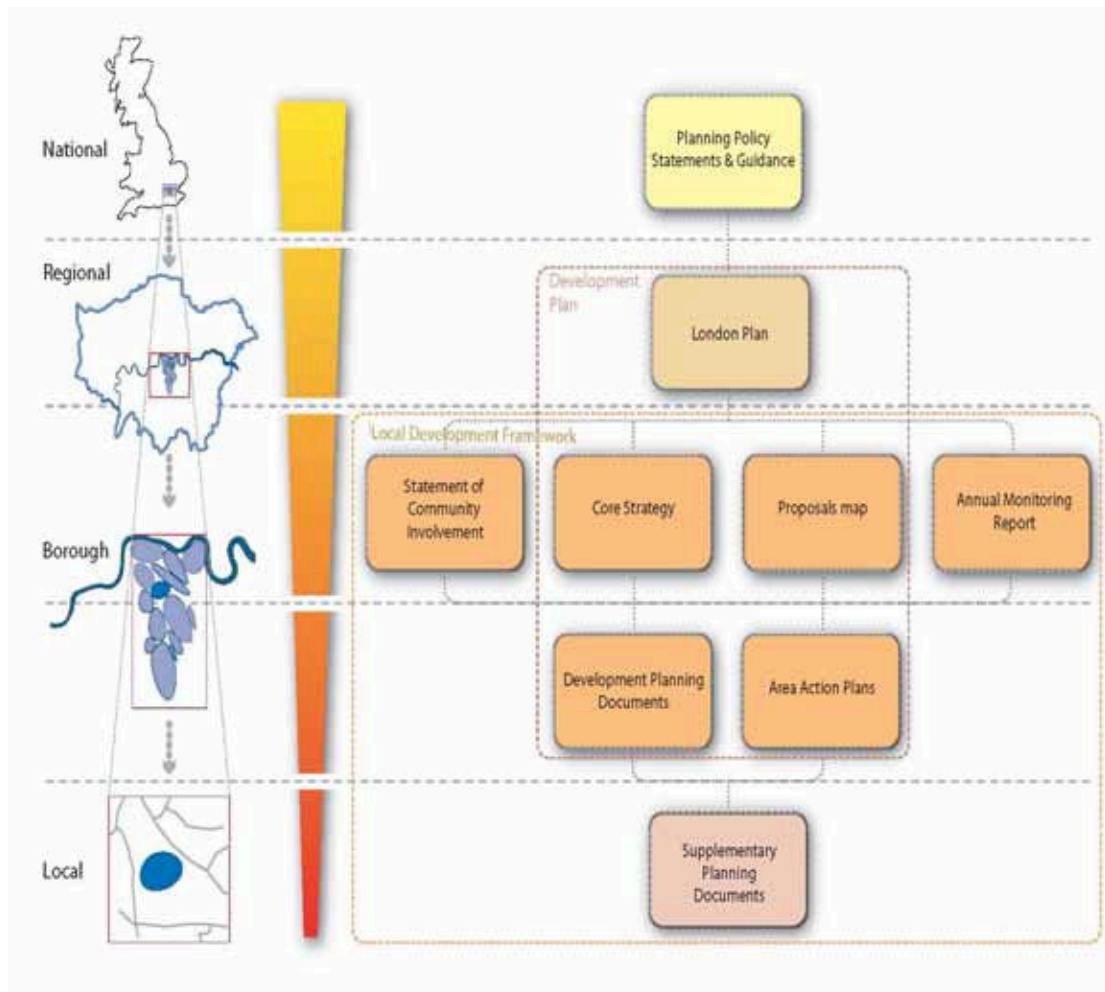 National
Planning Policy
Statements & Guidance
Regional
Development
Plan
London Plan
Local Development Framework
Statement of
Community
Involvement
Core Strategy
Proposals map
Annual Monitoring
Report
Borough
Development Planning
Documents
Area Action Plans
Local
Supplementary
Planning
Documents